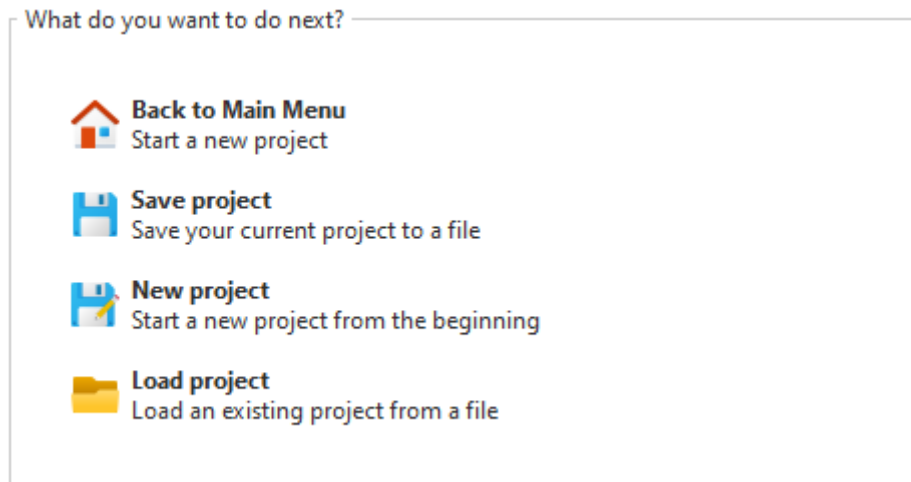 What do you want to do next?
Back to Main Menu
Start a new project
Save project
Save your current project to a file
New project
Start a new project from the beginning
Load project
Load an existing project from a file